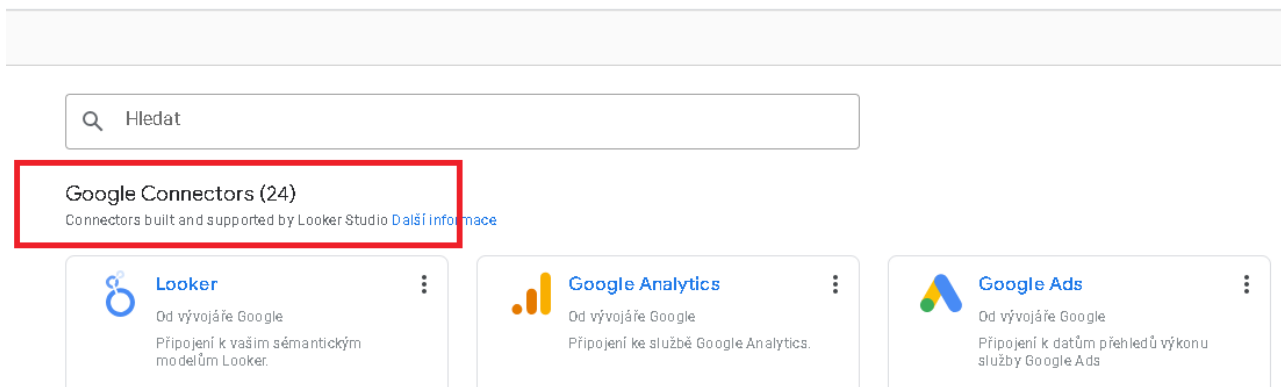 Hledat
Google Connectors (24)
Connectors built and supported by Looker Studio Další informace
Looker
Od vývojáře Google
Připojení k vašim sémantickým
modelům Looker.
Google Analytics
Od vývojáře Google
Připojení ke službě Google Analytics.
Google Ads
Od vývojáře Google
Připojení k datům přehledů výkonu
služby Google Ads